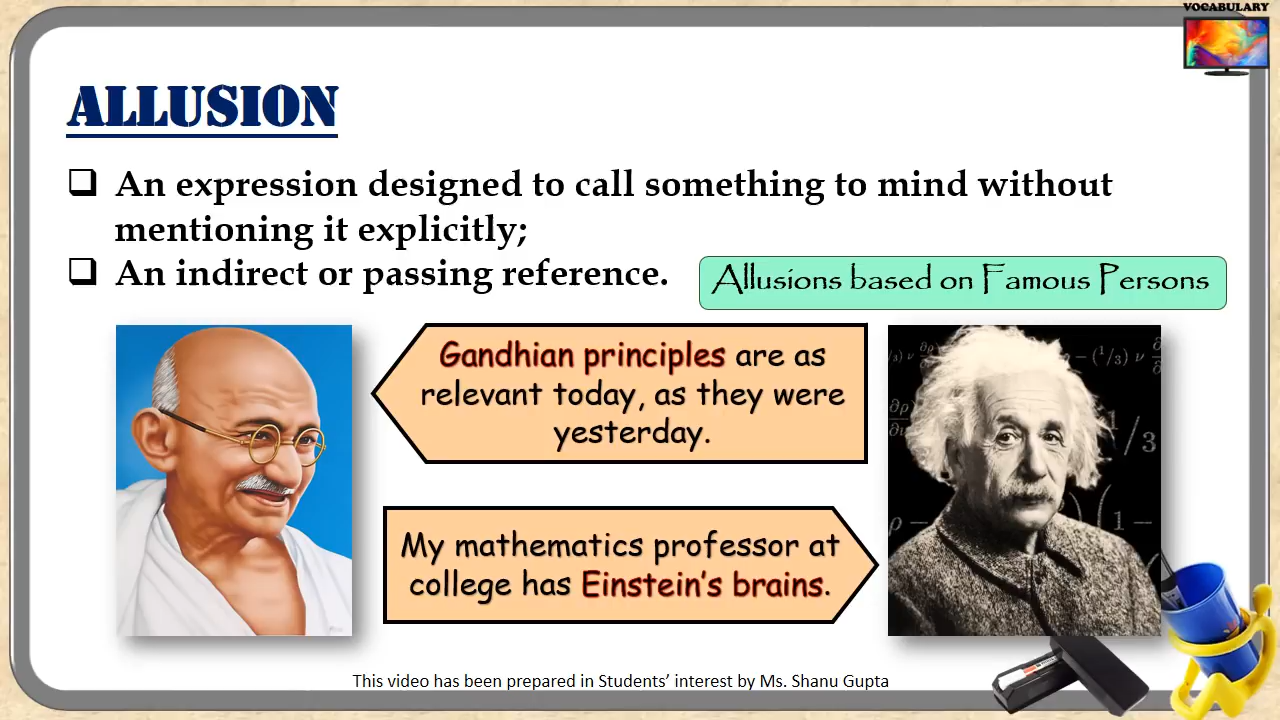 VOCABULARY
ALLUSION
❑ An expression designed to call something to mind without
mentioning it explicitly;
❑ An indirect or passing reference.
Allusions based on Famous Persons
Gandhian principles are as
relevant today, as they were
yesterday.
My mathematics professor at
college has Einstein's brains.
This video has been prepared in Students' interest by Ms. Shanu Gupta